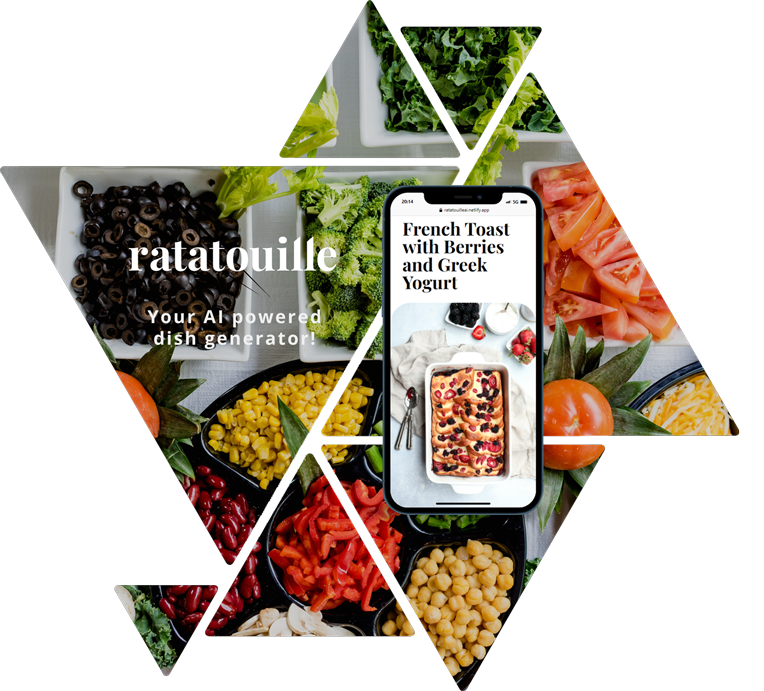 ratatouille
Your AI powered
dish generator!
20:14
5G
ratatouilleai.netlify.app
French Toast
with Berries
and Greek
Yogurt